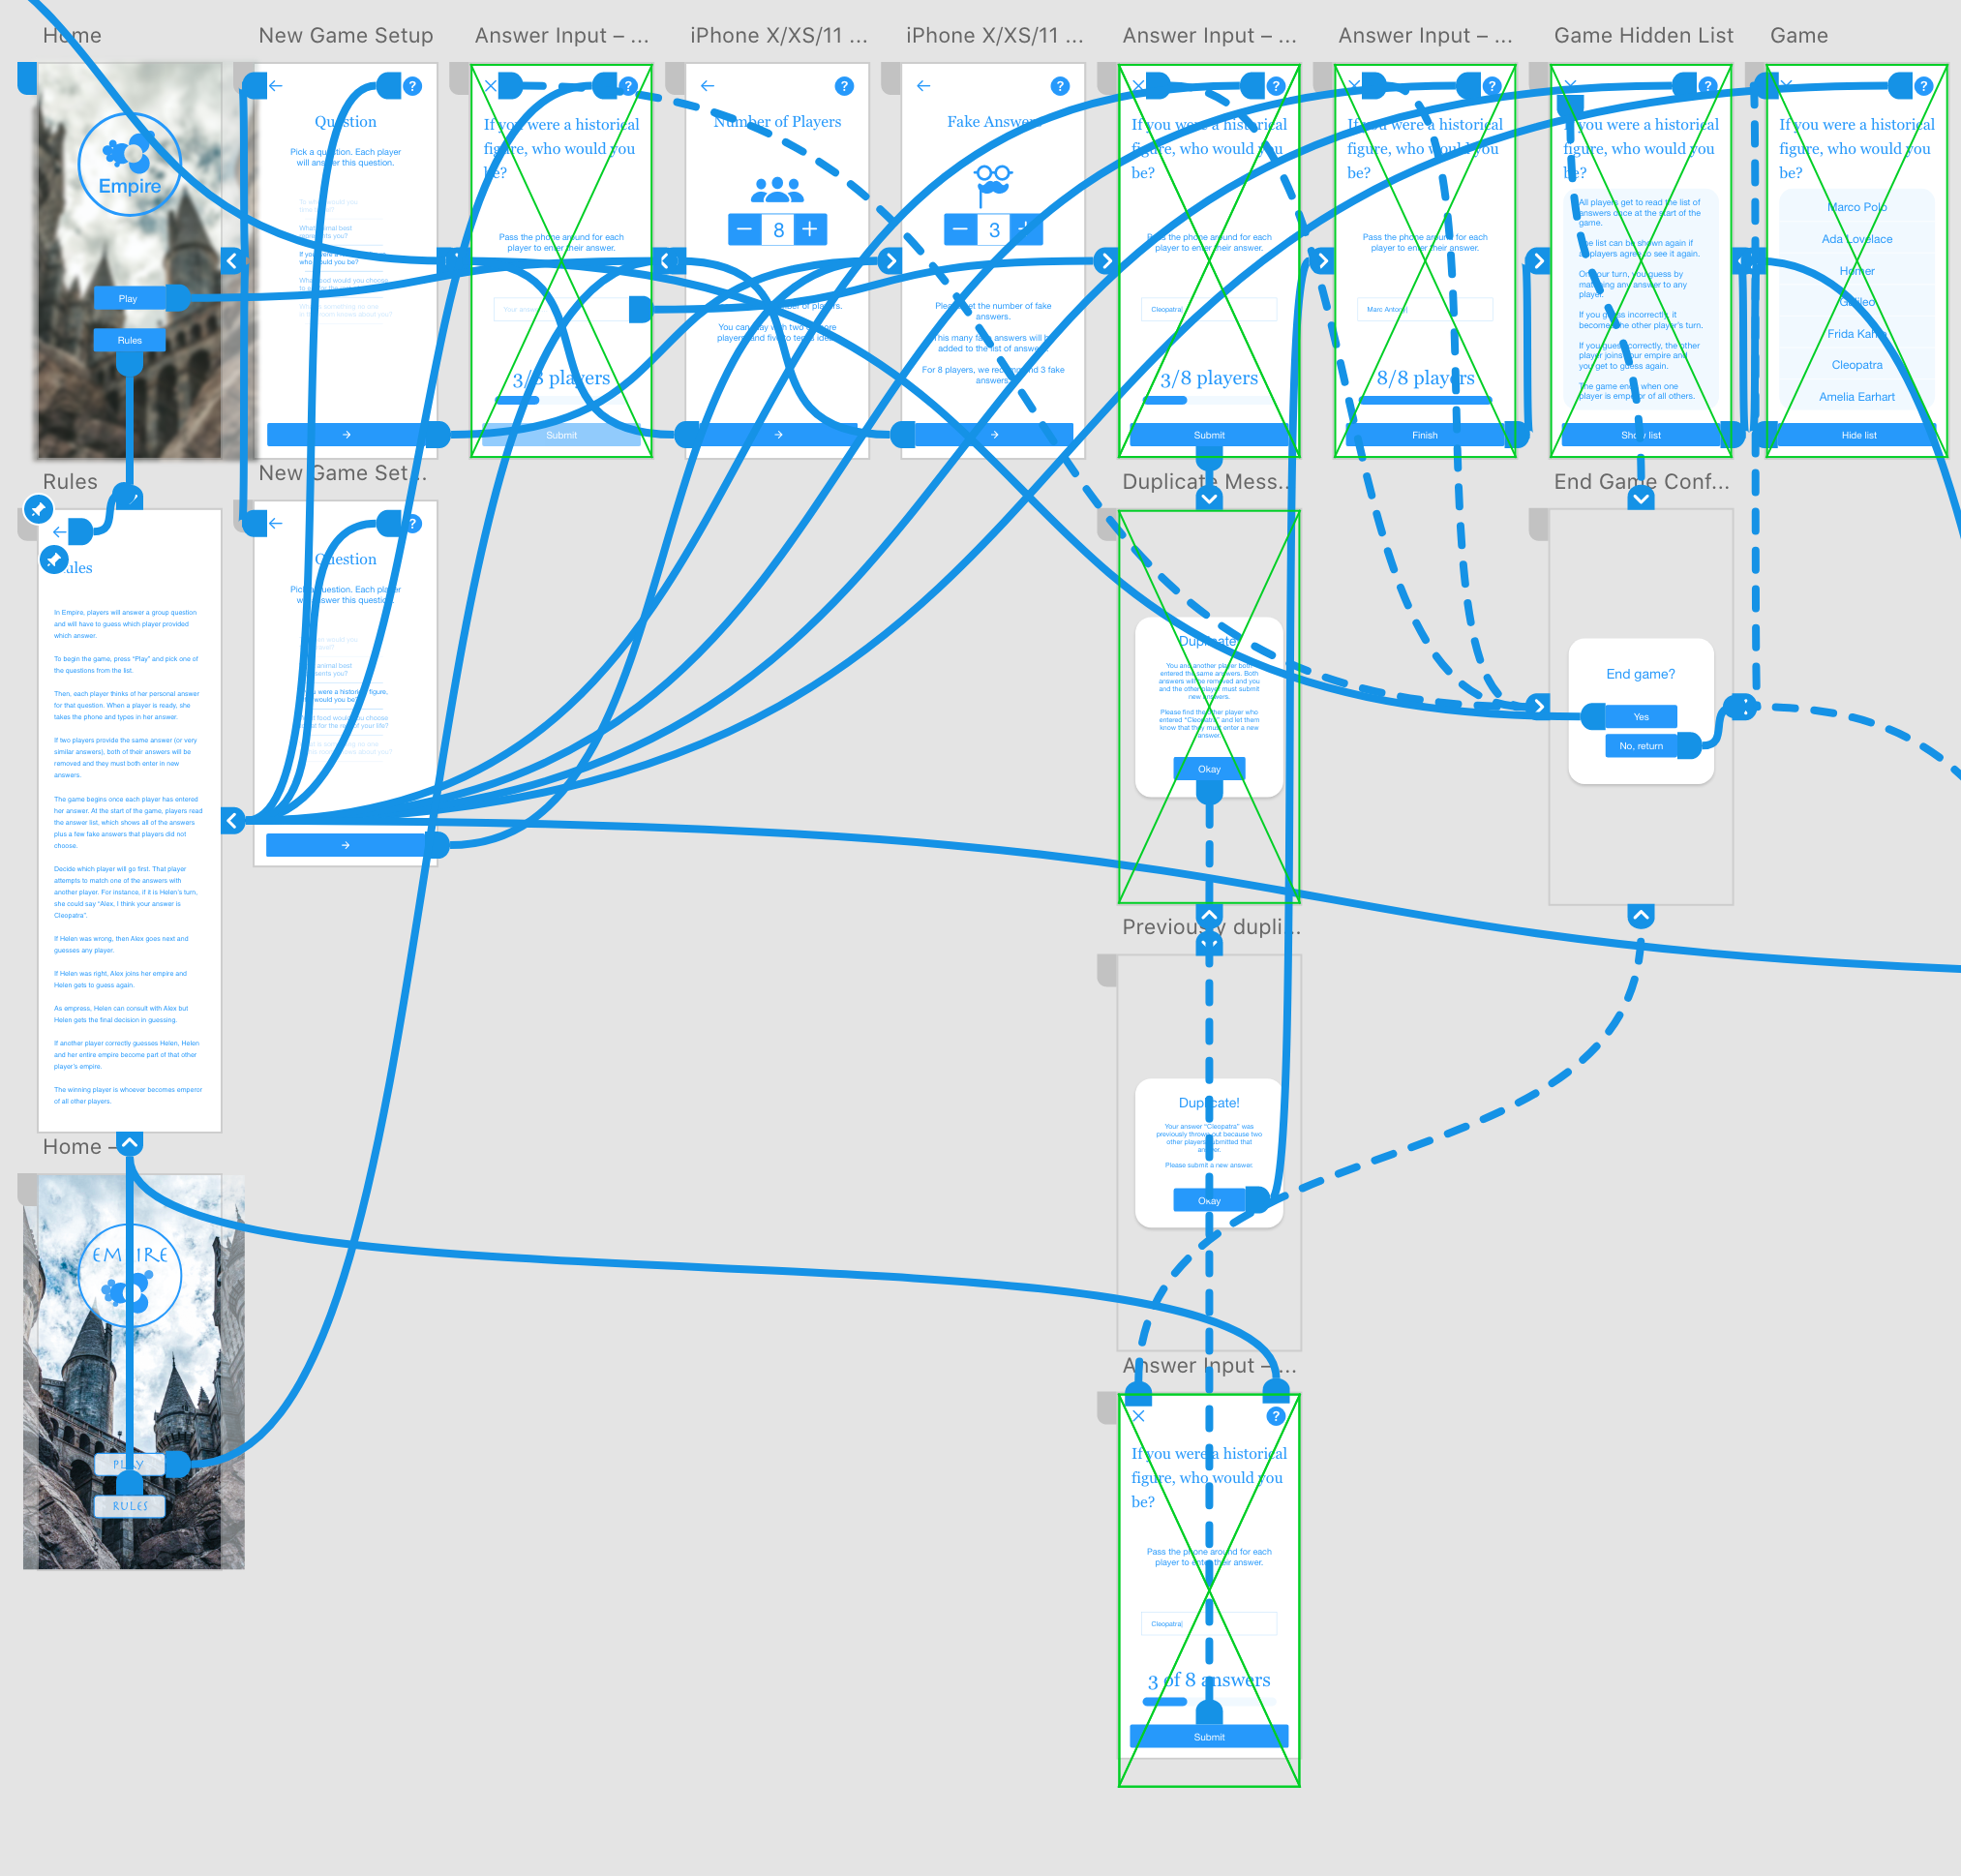 Home
New Game Setup
Answer Input – ...
iPhone X/XS/11 ...
iPhone X/XS/11 ...
Answer Input – ...
Answer Input – ...
Game Hidden List
Game
Empire
Play
Rules
?
Question
Pick a question. Each player
will answer this question.
?
If you were a historical
figure, who would you
be?
Pass the phone around for each
player to enter their answer.
3/8 players
Submit
?
Number of Players
8
You can play with two or more
?
Fake Answers
3
Please set the number of fake
answers.
This many fake answers will be
added to the list of answers.
For 8 players, we recommend 3 fake
answers.
?
If you were a historical
figure, who would you
be?
Pass the phone around for each
player to enter their answer.
Cleopatra|
3/8 players
Submit
?
If you were a historical
figure, who would you
be?
Pass the phone around for each
player to enter their answer.
Marc Antony|
8/8 players
Finish
?
If you were a historical
figure, who would you
be?
All players get to read the list of
answers once at the start of the
game.
The list can be shown again if
all players agree to see it again.
On your turn, you guess by
matching any answer to any
player.
If you guess incorrectly, it
becomes the other player's turn.
If you guess correctly, the other
player joins your empire and
you get to guess again.
The game ends when one
player is emperor of all others.
Show list
?
If you were a historical
figure, who would you
be?
Marco Polo
Ada Lovelace
Homer
Galileo
Frida Kahlo
Cleopatra
Amelia Earhart
Hide list
Rules
Rules
In Empire, players will answer a group question
and will have to guess which player provided
which answer.
To begin the game, press “Play” and pick one of
the questions from the list.
Then, each player thinks of her personal answer
for that question. When a player is ready, she
takes the phone and types in her answer.
If two players provide the same answer (or very
similar answers), both of their answers will be
removed and they must both enter in new
answers.
The game begins once each player has entered
her answer. At the start of the game, players read
the answer list, which shows all of the answers
plus a few fake answers that players did not
choose.
Decide which player will go first. That player
attempts to match one of the answers with
another player. For instance, if it is Helen's turn,
she could say “Alex, I think your answer is
Cleopatra”.
If Helen was wrong, then Alex goes next and
guesses any player.
If Helen was right, Alex joins her empire and
Helen gets to guess again.
As empress, Helen can consult with Alex but
Helen gets the final decision in guessing.
If another player correctly guesses Helen, Helen
and her entire empire become part of that other
player's empire.
The winning player is whoever becomes emperor
of all other players.
New Game Set...
?
Question
Pick a question. Each player
will answer this question.
Duplicate Mess...
Duplicate!
You and another player both
entered the same answers. Both
answers will be removed and you
and the other player must submit
new answers.
Please find the other player who
entered “Cleopatra” and let them
know that they must enter a new
answer.
Okay
End Game Conf...
End game?
Yes
No, return
Previously dupli...
Duplicate!
Your answer “Cleopatra” was
previously thrown out because two
other players submitted that
answer.
Please submit a new answer.
Okay
Home –
EMPIRE
PLAY
RULES
Answer Input – ...
?
If you were a historical
figure, who would you
be?
Pass the phone around for each
player to enter their answer.
Cleopatra|
3 of 8 answers
Submit